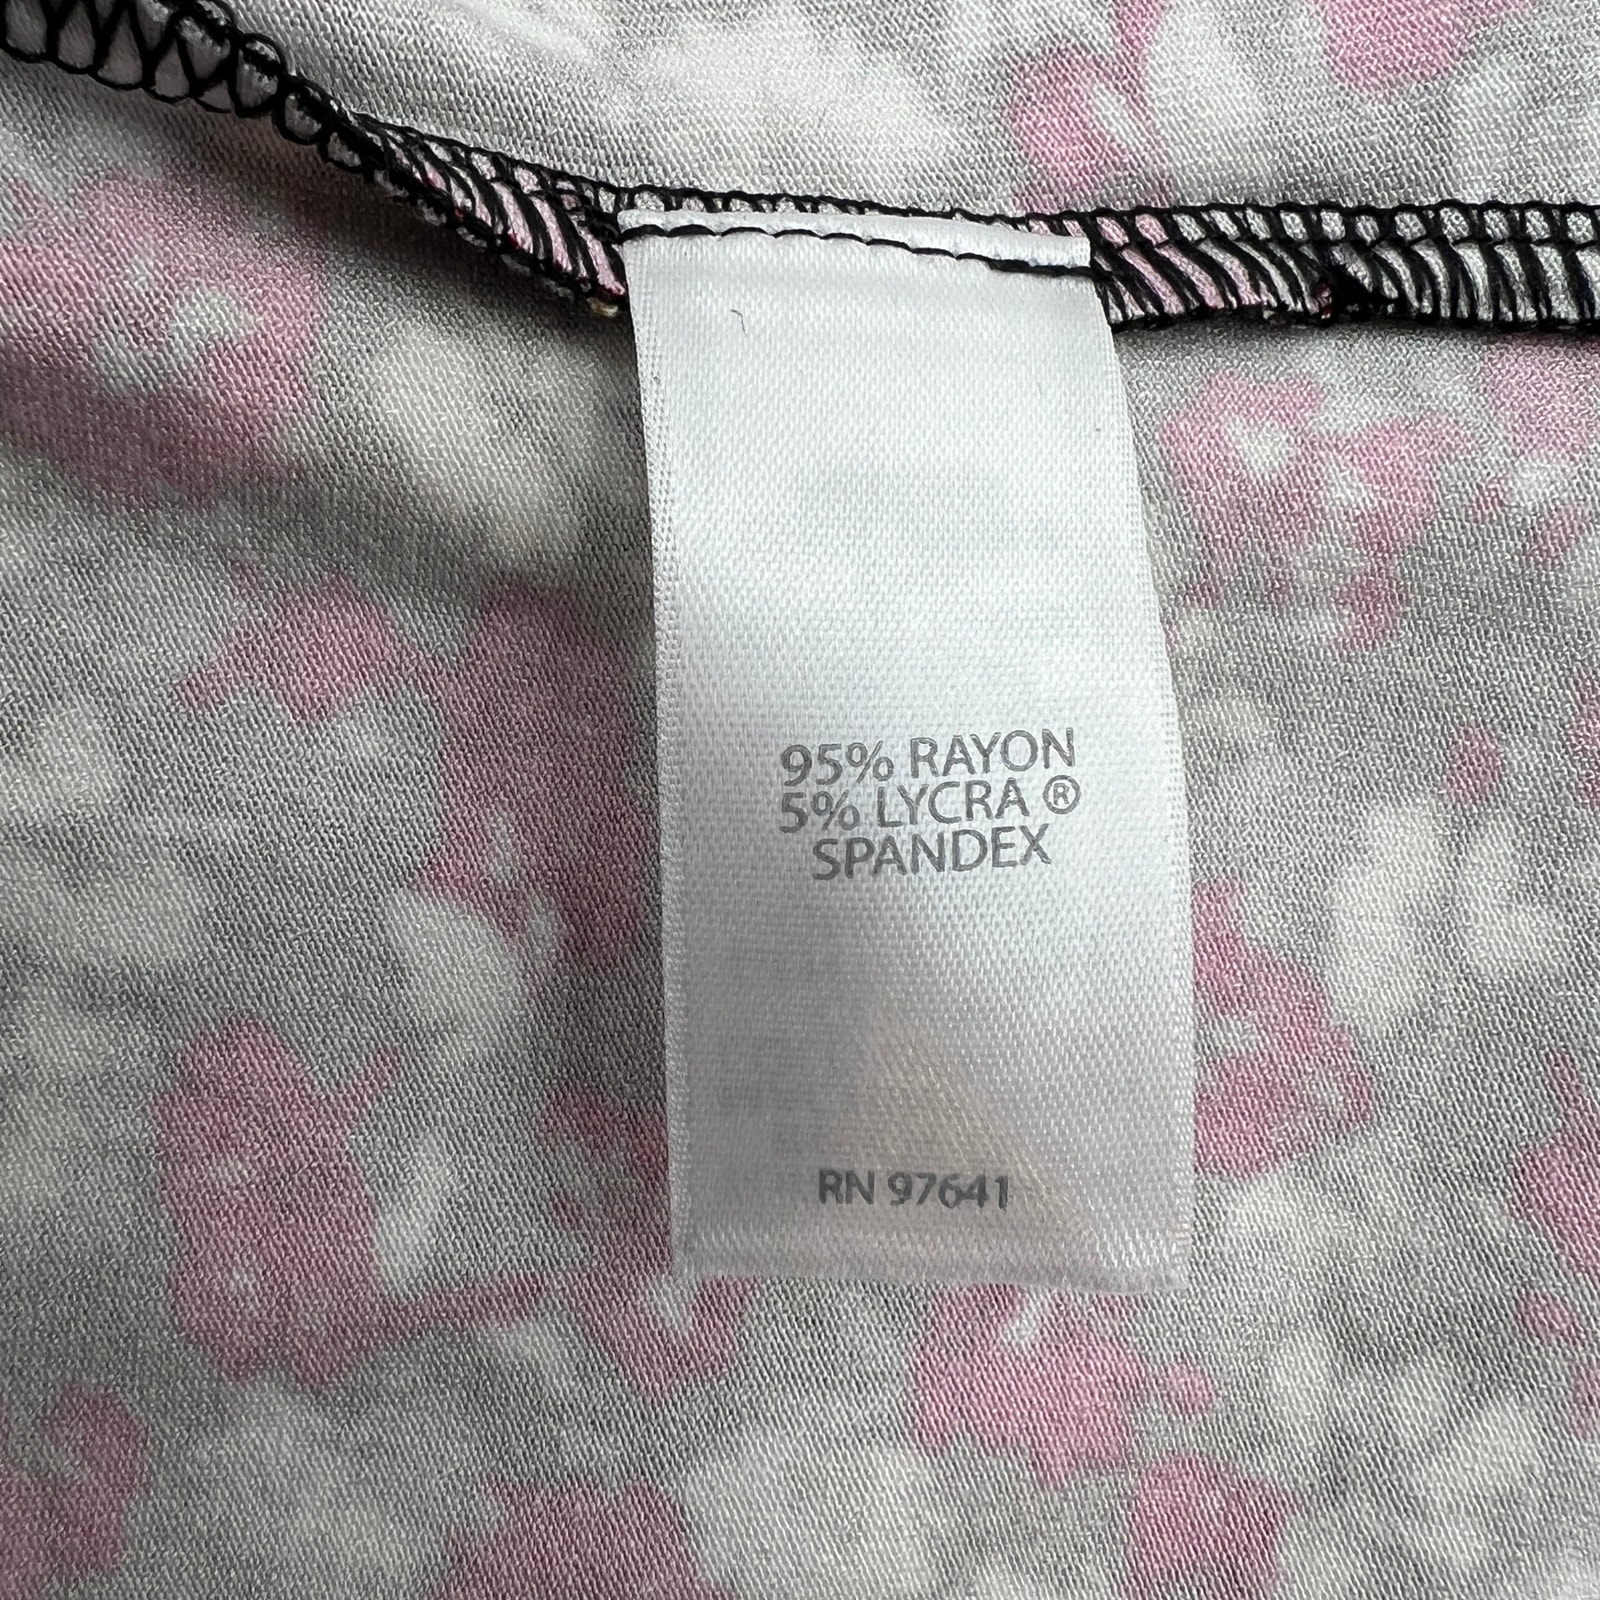 95% RAYON
5% LYCRA ®
SPANDEX
RN 97641